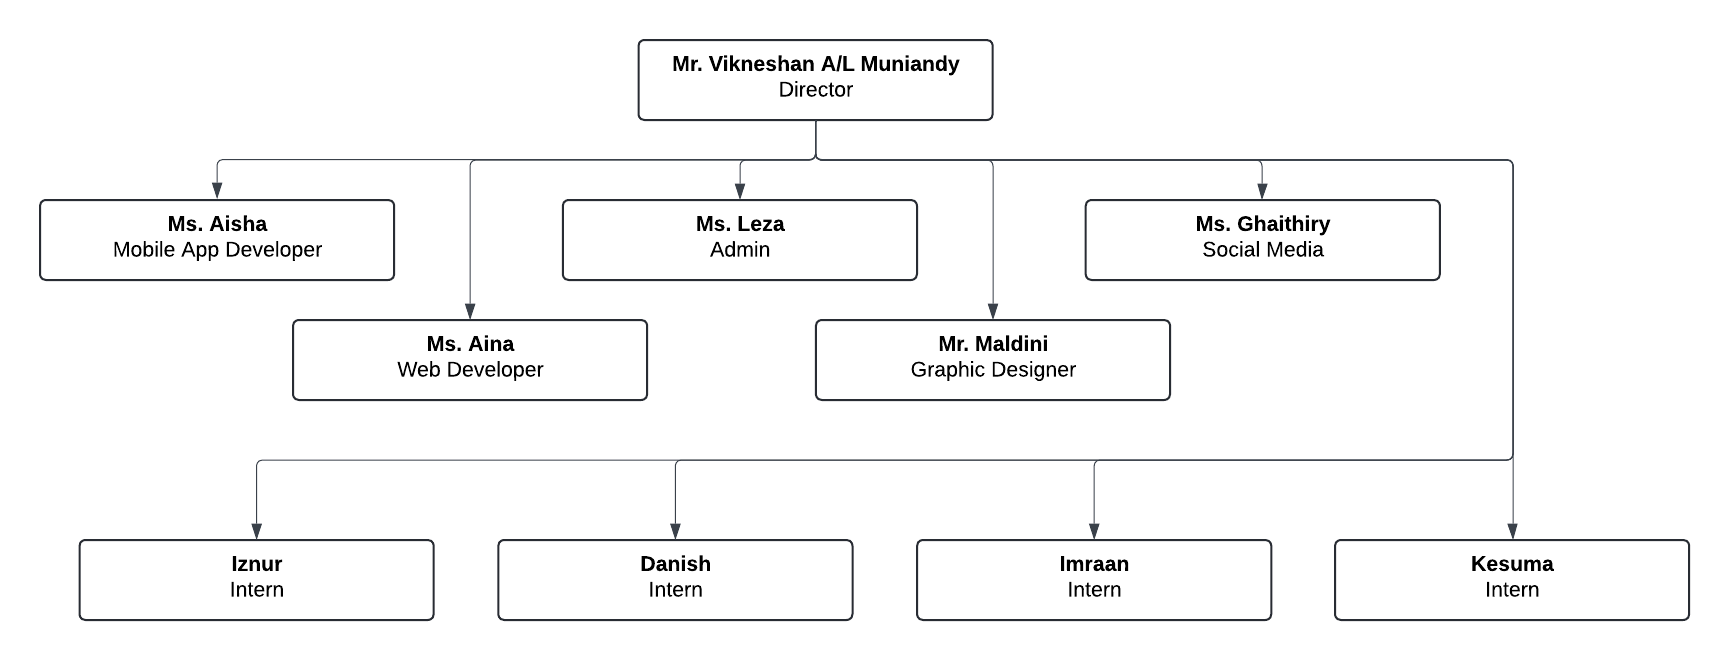 Mr. Vikneshan A/L Muniandy
Director
Ms. Aisha
Mobile App Developer
Ms. Leza
Admin
Ms. Ghaithiry
Social Media
Ms. Aina
Web Developer
Mr. Maldini
Graphic Designer
Iznur
Intern
Danish
Intern
Imraan
Intern
Kesuma
Intern